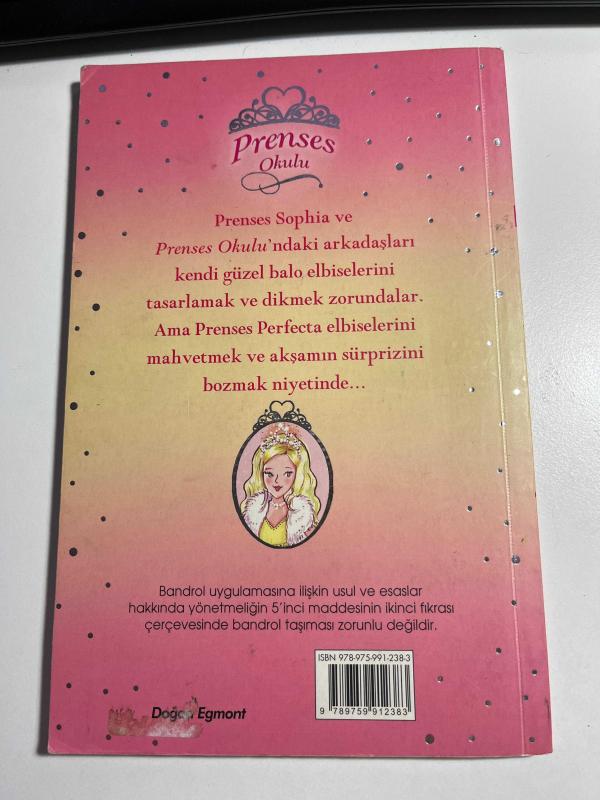 Prenses
Okulu
Prenses Sophia ve
Prenses Okulu'ndaki arkadaşları
kendi güzel balo elbiselerini
tasarlamak ve dikmek zorundalar.
Ama Prenses Perfecta elbiselerini
mahvetmek ve akşamın sürprizini
bozmak niyetinde...
Bandrol uygulamasına ilişkin usul ve esaslar
hakkında yönetmeliğin 5'inci maddesinin ikinci fıkrası
çerçevesinde bandrol taşıması zorunlu değildir.
ISBN 978-975-991-238-3
9 789759 912383
Doğan Egmont